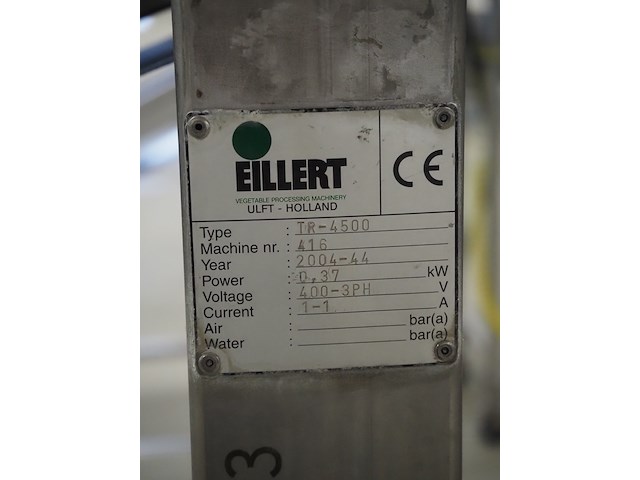 EILLERT
VEGETABLE PROCESSING MACHINERY
ULFT - HOLLAND
CE
Type : TR-4500
Machine nr. : 416
Year : 2004-44
Power : 0,37 kW
Voltage : 400-3PH V
Current : 1-1 A
Air : bar(a)
Water : bar(a)
3